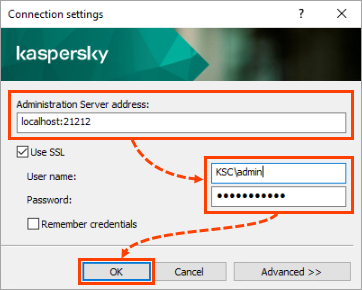 Connection settings
kaspersky
Administration Server address:
localhost:21212
Use SSL
User name:
KSC\admin
Password:
•••••••••••
Remember credentials
OK
Cancel
Advanced >>